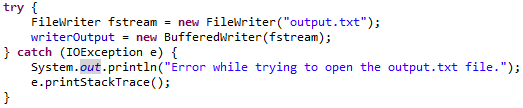 try {
    FileWriter fstream = new FileWriter("output.txt");
    writerOutput = new BufferedWriter(fstream);
} catch (IOException e) {
    System.out.println("Error while trying to open the output.txt file.");
    e.printStackTrace();
}